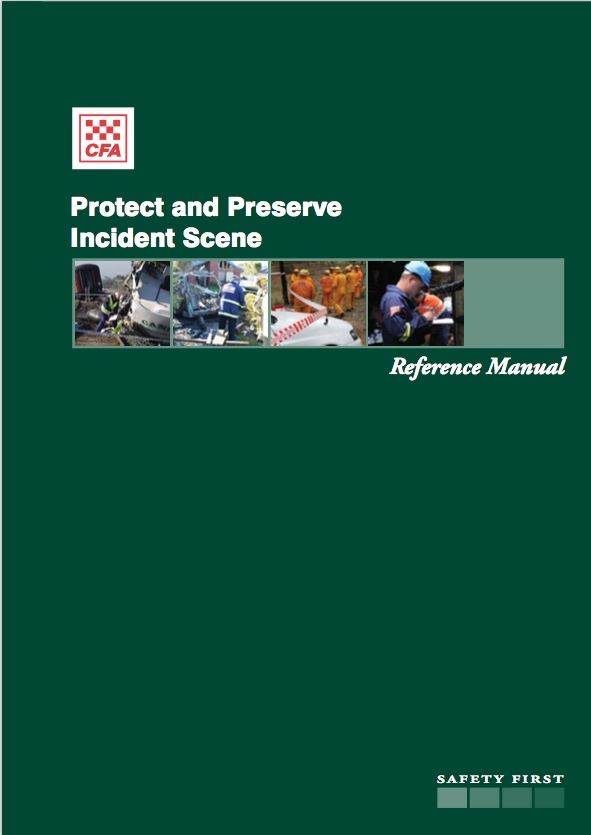 CFA
Protect and Preserve
Incident Scene
Reference Manual
SAFETY FIRST